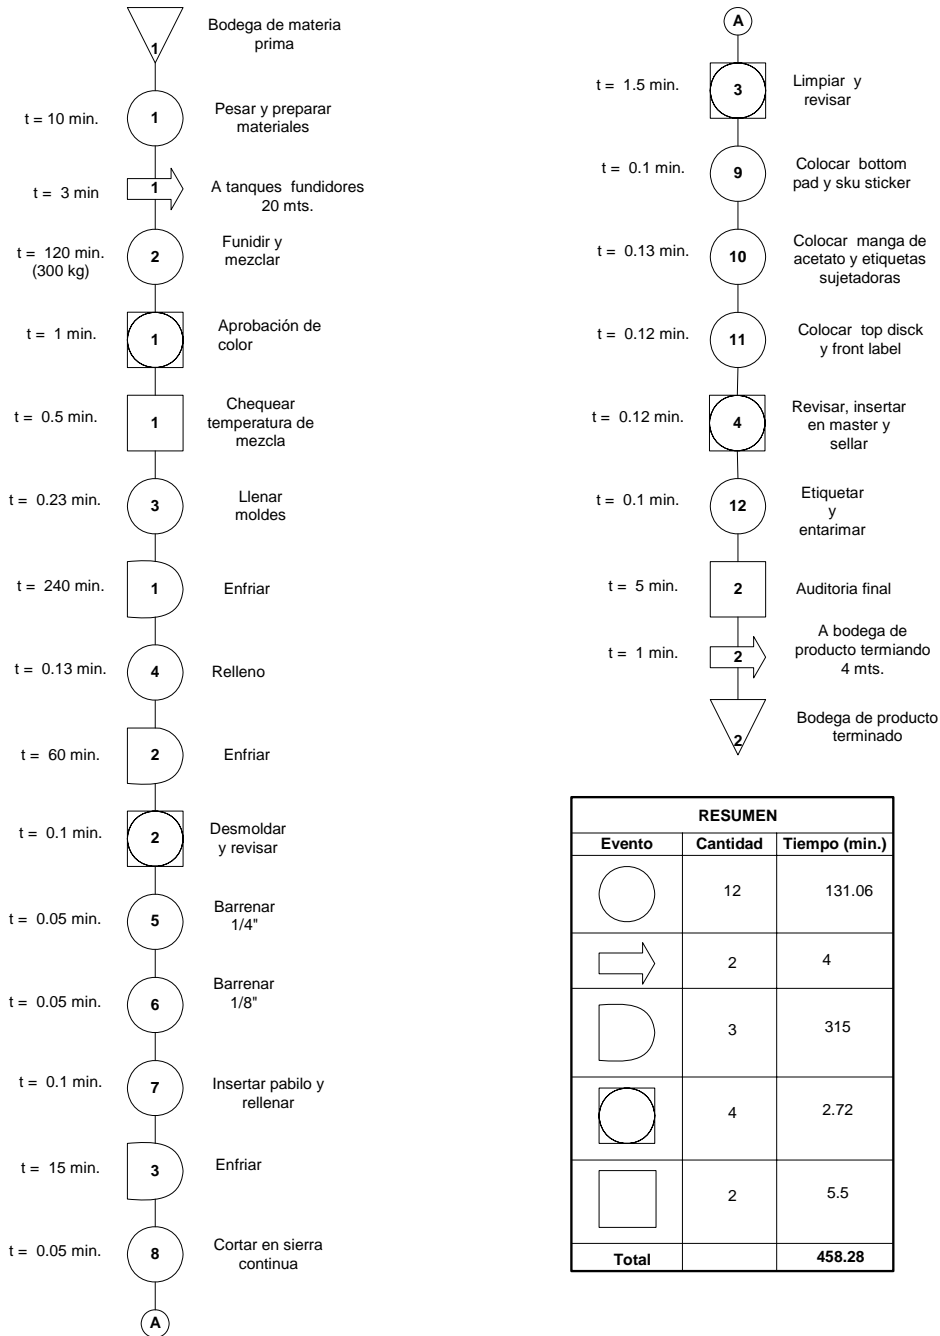 1
Bodega de materia
prima
t = 10 min.
1
Pesar y preparar
materiales
t = 3 min
1
A tanques fundidores
20 mts.
t = 120 min.
(300 kg)
2
Funidir y
mezclar
t = 1 min.
1
Aprobación de
color
t = 0.5 min.
1
Chequear
temperatura de
mezcla
t = 0.23 min.
3
Llenar
moldes
t = 240 min.
1
Enfriar
t = 0.13 min.
4
Relleno
t = 60 min.
2
Enfriar
t = 0.1 min.
2
Desmoldar
y revisar
t = 0.05 min.
5
Barrenar
1/4"
t = 0.05 min.
6
Barrenar
1/8"
t = 0.1 min.
7
Insertar pabilo y
rellenar
t = 15 min.
3
Enfriar
t = 0.05 min.
8
Cortar en sierra
continua
A
A
t = 1.5 min.
3
Limpiar y
revisar
t = 0.1 min.
9
Colocar bottom
pad y sku sticker
t = 0.13 min.
10
Colocar manga de
acetato y etiquetas
sujetadoras
t = 0.12 min.
11
Colocar top disck
y front label
t = 0.12 min.
4
Revisar, insertar
en master y
sellar
t = 0.1 min.
12
Etiquetar
y
entarimar
t = 5 min.
2
Auditoria final
t = 1 min.
2
A bodega de
producto termiando
4 mts.
2
Bodega de producto
terminado
RESUMEN
Evento Cantidad Tiempo (min.)
12 131.06
2 4
3 315
4 2.72
2 5.5
Total 458.28